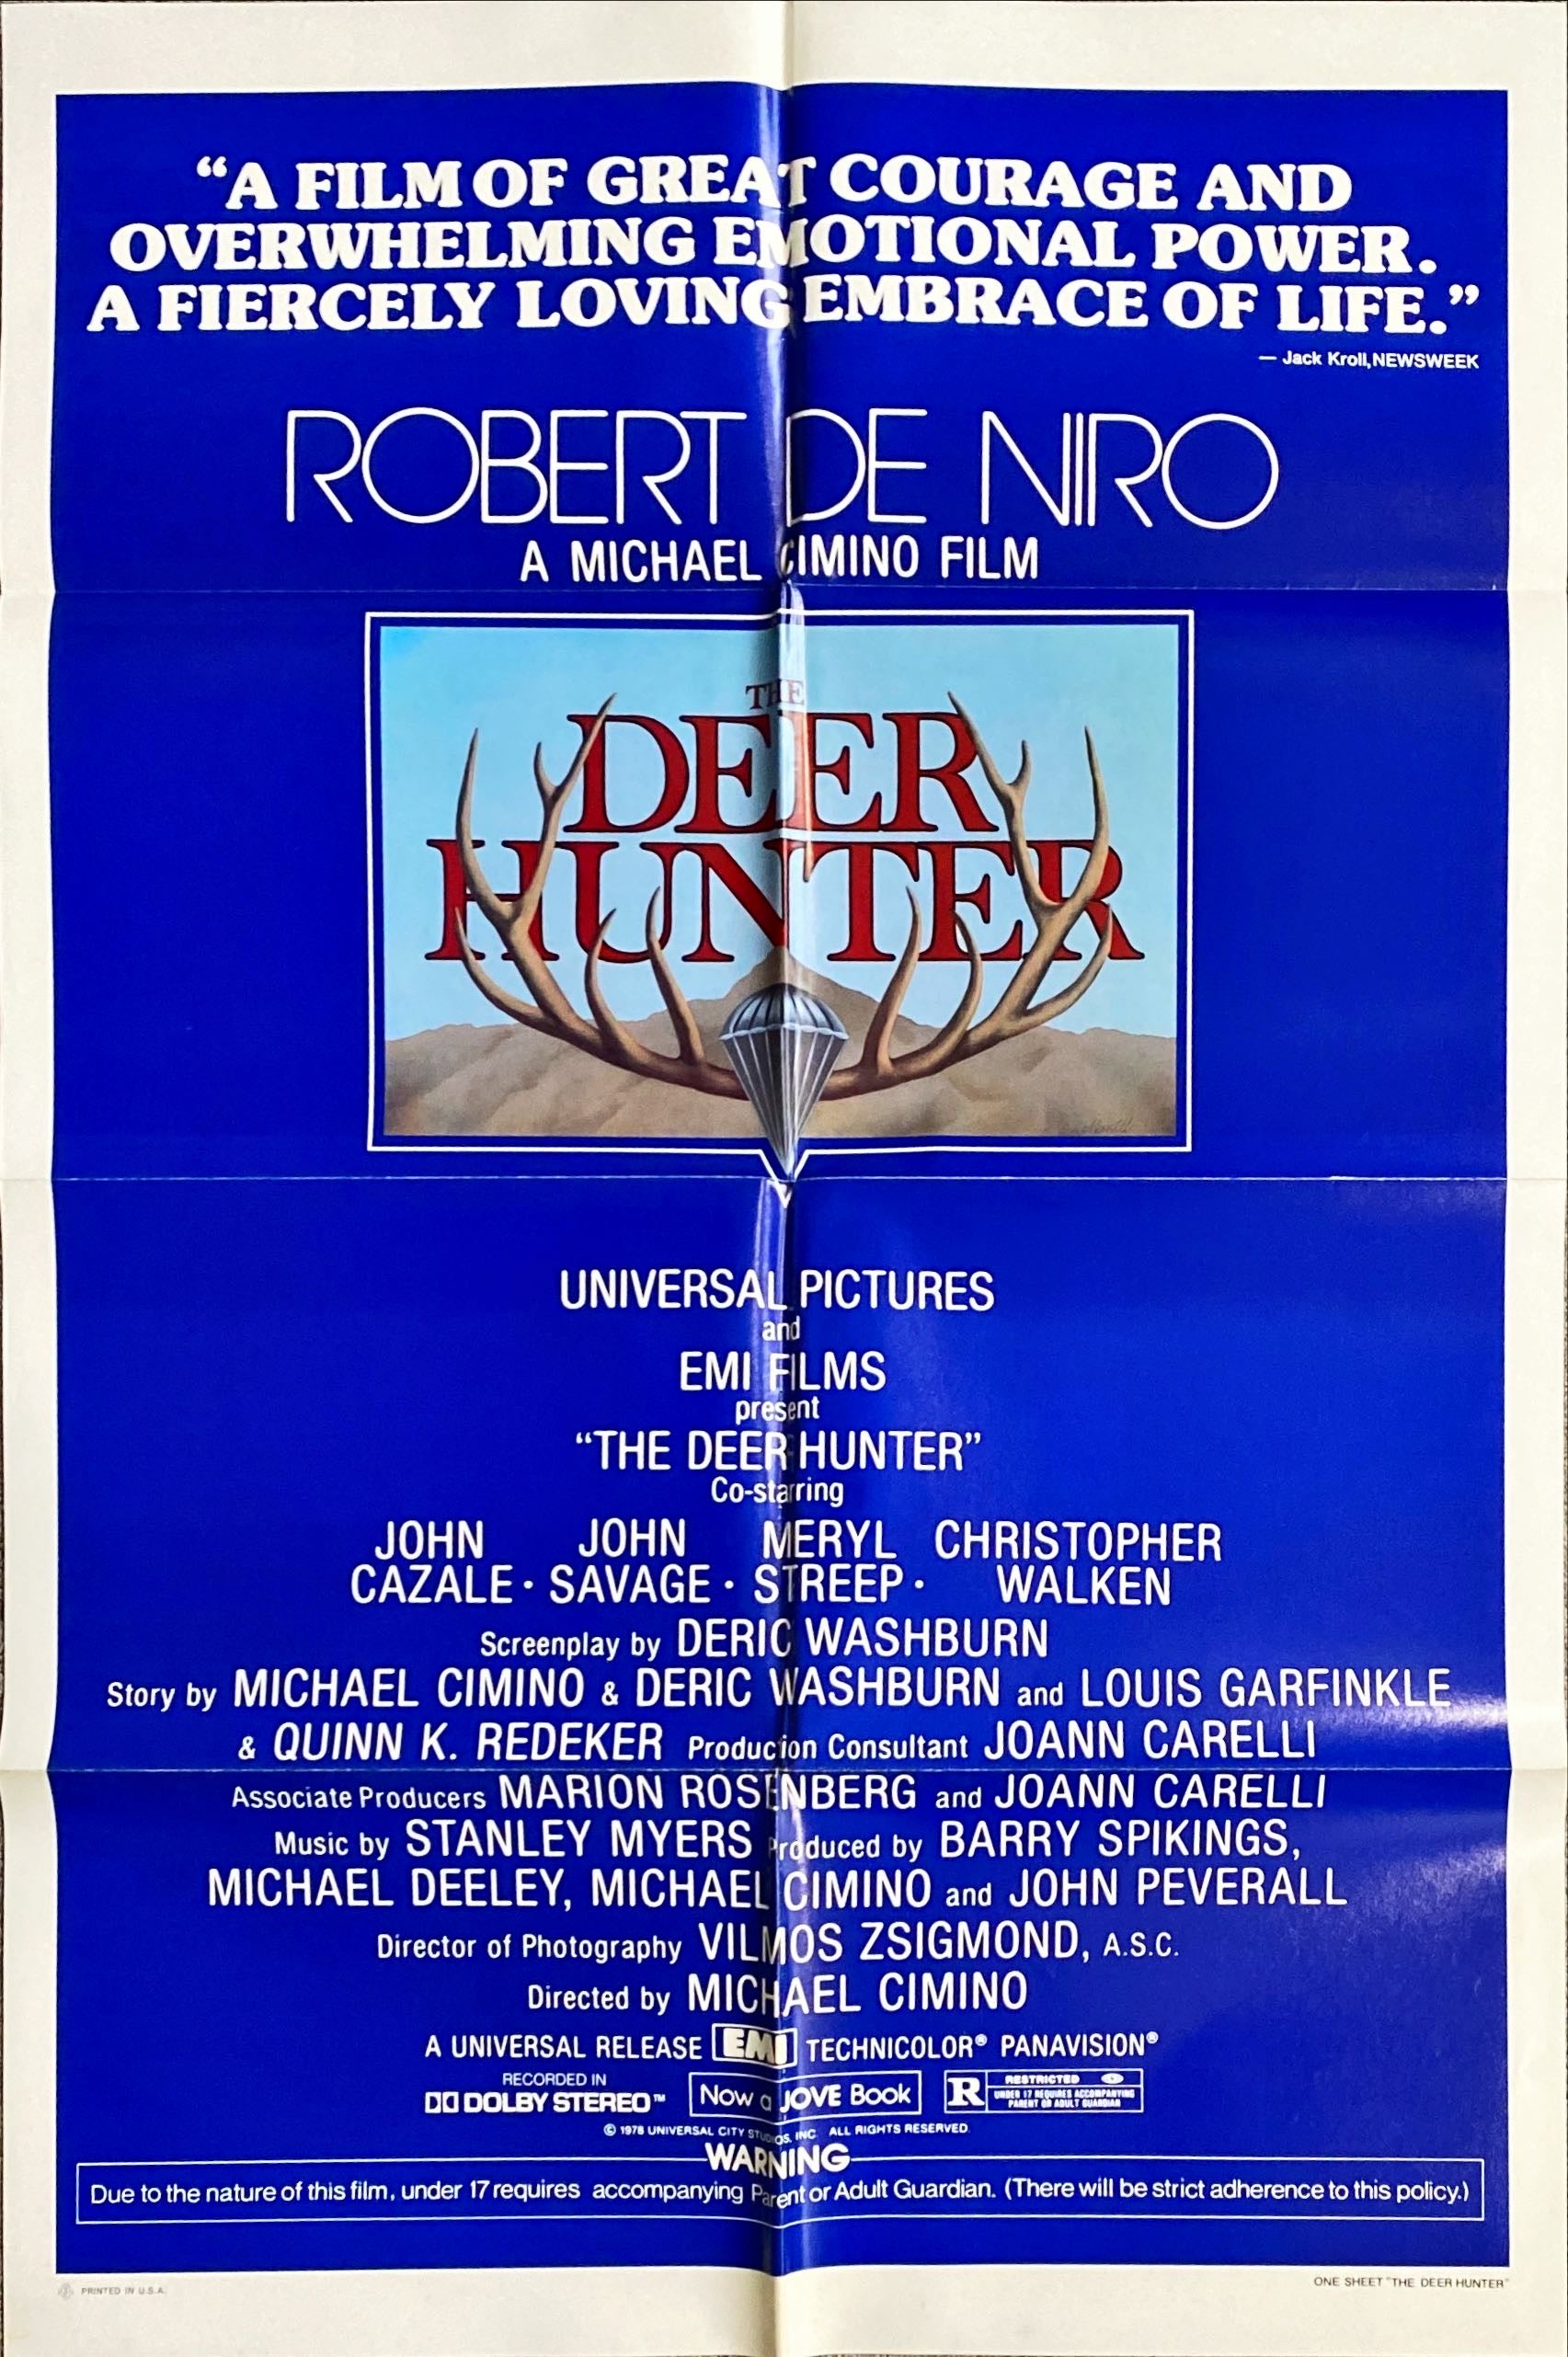 “A FILM OF GREAT COURAGE AND
OVERWHELMING EMOTIONAL POWER.
A FIERCELY LOVING EMBRACE OF LIFE.”
— Jack Kroll, NEWSWEEK
ROBERT DE NIRO
A MICHAEL CIMINO FILM
THE
DEER
HUNTER
UNIVERSAL PICTURES
and
EMI FILMS
present
“THE DEER HUNTER”
Co-starring
JOHN JOHN MERYL CHRISTOPHER
CAZALE · SAVAGE · STREEP · WALKEN
Screenplay by DERIC WASHBURN
Story by MICHAEL CIMINO & DERIC WASHBURN and LOUIS GARFINKLE
& QUINN K. REDEKER Production Consultant JOANN CARELLI
Associate Producers MARION ROSENBERG and JOANN CARELLI
Music by STANLEY MYERS Produced by BARRY SPIKINGS,
MICHAEL DEELEY, MICHAEL CIMINO and JOHN PEVERALL
Director of Photography VILMOS ZSIGMOND, A.S.C.
Directed by MICHAEL CIMINO
A UNIVERSAL RELEASE EMI TECHNICOLOR® PANAVISION®
RECORDED IN
DOLBY STEREO™ Now a JOVE Book R RESTRICTED
UNDER 17 REQUIRES ACCOMPANYING
PARENT OR ADULT GUARDIAN
© 1978 UNIVERSAL CITY STUDIOS, INC. ALL RIGHTS RESERVED.
WARNING
Due to the nature of this film, under 17 requires accompanying Parent or Adult Guardian. (There will be strict adherence to this policy.)
PRINTED IN U.S.A.
ONE SHEET "THE DEER HUNTER"